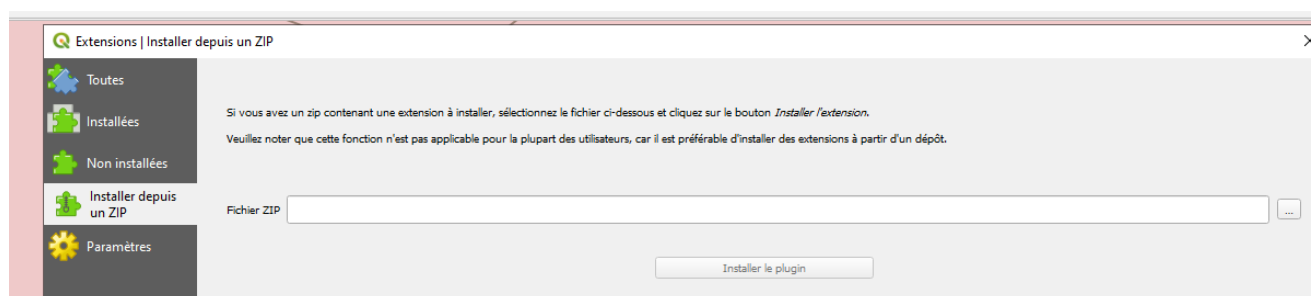 Extensions | Installer depuis un ZIP
Toutes
Installées
Non installées
Installer depuis
un ZIP
Paramètres
Si vous avez un zip contenant une extension à installer, sélectionnez le fichier ci-dessous et cliquez sur le bouton Installer l'extension.
Veuillez noter que cette fonction n'est pas applicable pour la plupart des utilisateurs, car il est préférable d'installer des extensions à partir d'un dépôt.
Fichier ZIP
...
Installer le plugin